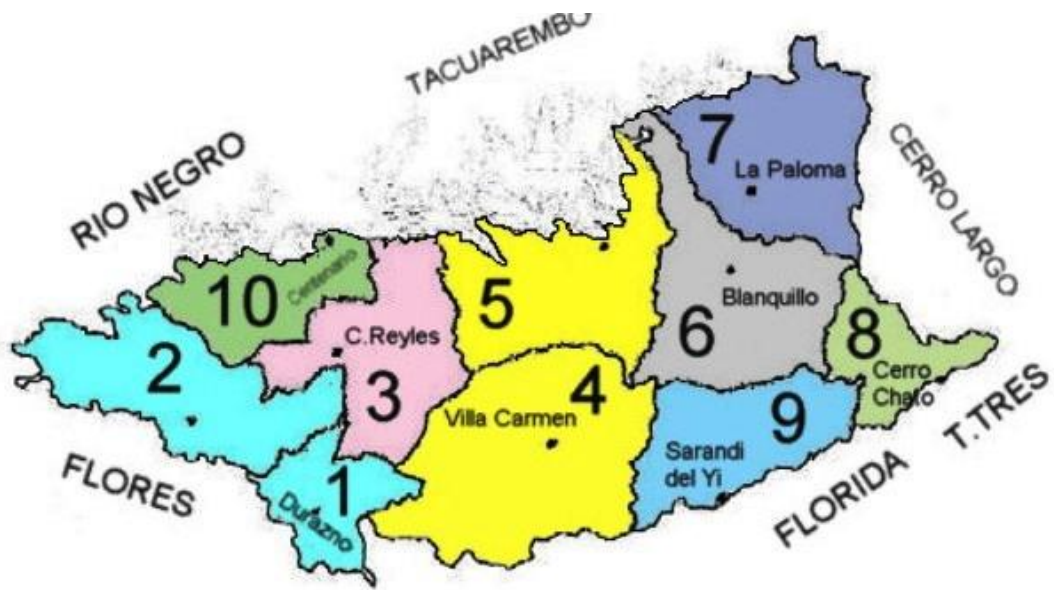 TACUAREMBO
RIO NEGRO
CERRO LARGO
7
La Paloma
10
Centenario
5
Blanquillo
6
8
Cerro
Chato
2
C.Reyles
3
Villa Carmen
4
9
Sarandi
del Yi
T.TRES
FLORES
1
Durazno
FLORIDA